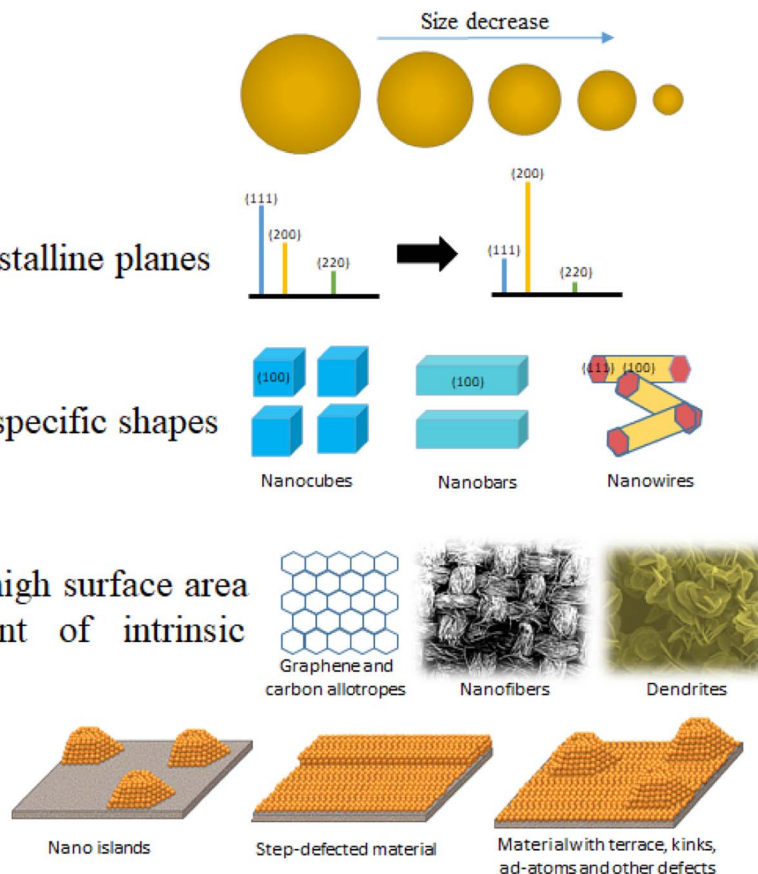 Size decrease
(111)
(200)
(220)
(200)
(111)
(220)
stalline planes
(100)
(100)
(111) (100)
specific shapes
Nanocubes
Nanobars
Nanowires
high surface area
nt of intrinsic
Graphene and
carbon allotropes
Nanofibers
Dendrites
Nano islands
Step-defected material
Material with terrace, kinks,
ad-atoms and other defects